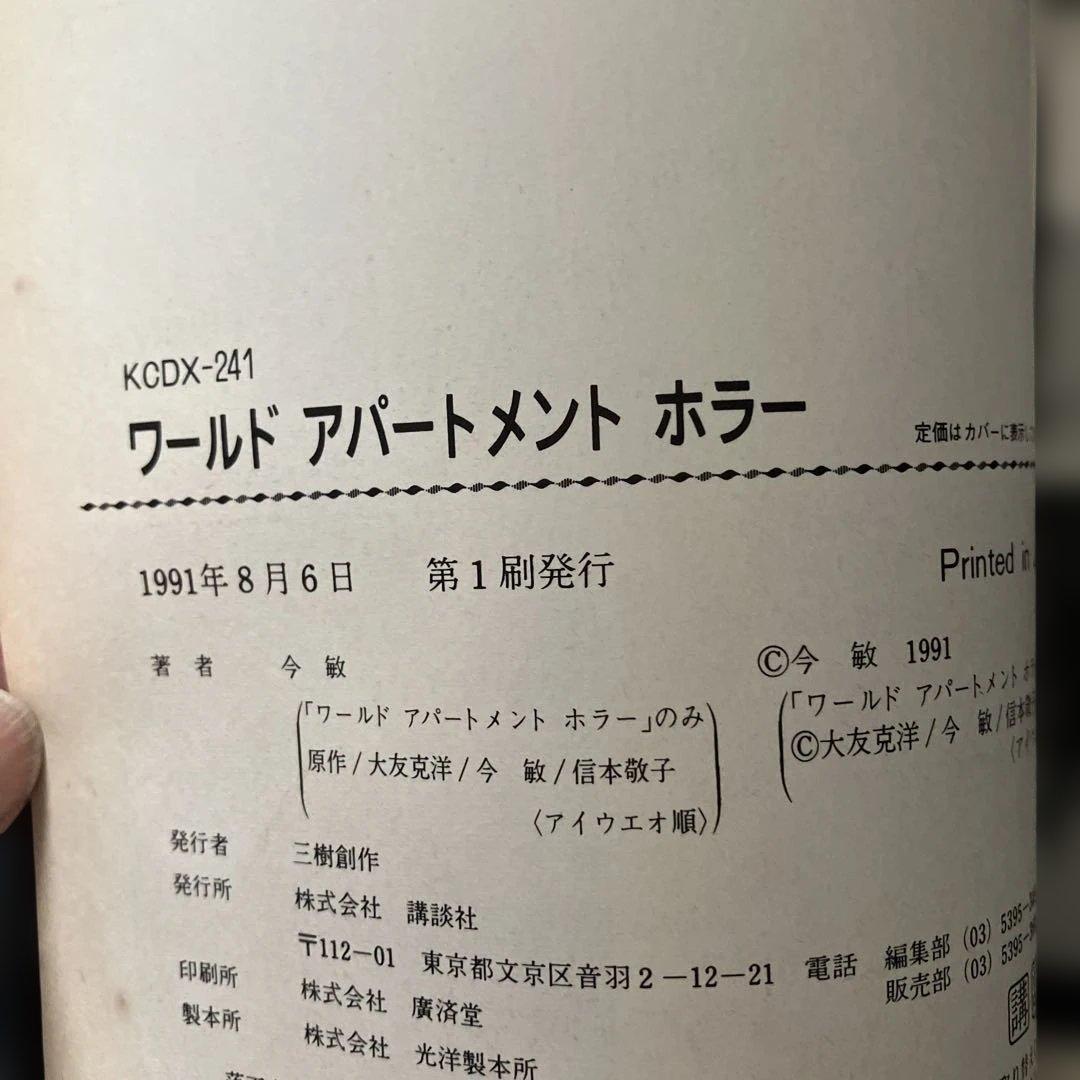 KCDX-241
ワールド アパートメント ホラー
定価はカバーに表示して
1991年8月6日 第1刷発行
Printed in
著者 今 敏
(「ワールド アパートメント ホラー」のみ
原作/大友克洋/今 敏/信本敬子
〈アイウエオ順〉)
©今 敏 1991
(「ワールド アパートメント ホ
©大友克洋/今 敏/信本
発行者 三樹創作
発行所 株式会社 講談社
〒112-01 東京都文京区音羽2-12-21 電話 編集部 (03) 5395-
販売部 (03) 5395-
印刷所 株式会社 廣済堂
製本所 株式会社 光洋製本所
講